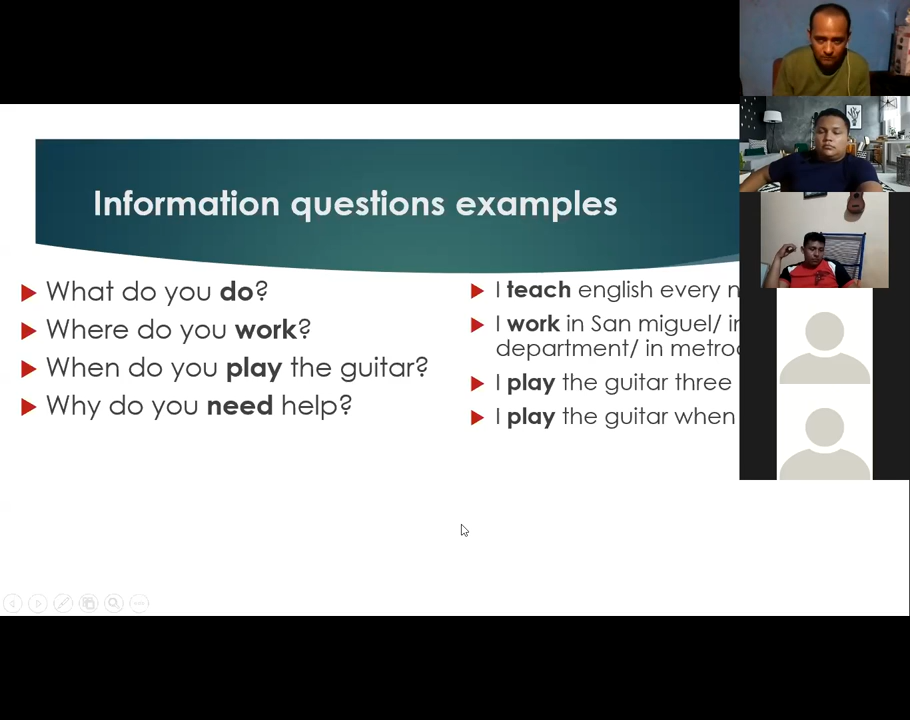 Information questions examples
What do you do?
Where do you work?
When do you play the guitar?
Why do you need help?
I teach english every
I work in San miguel/
department/ in
I play the guitar three
I play the guitar when